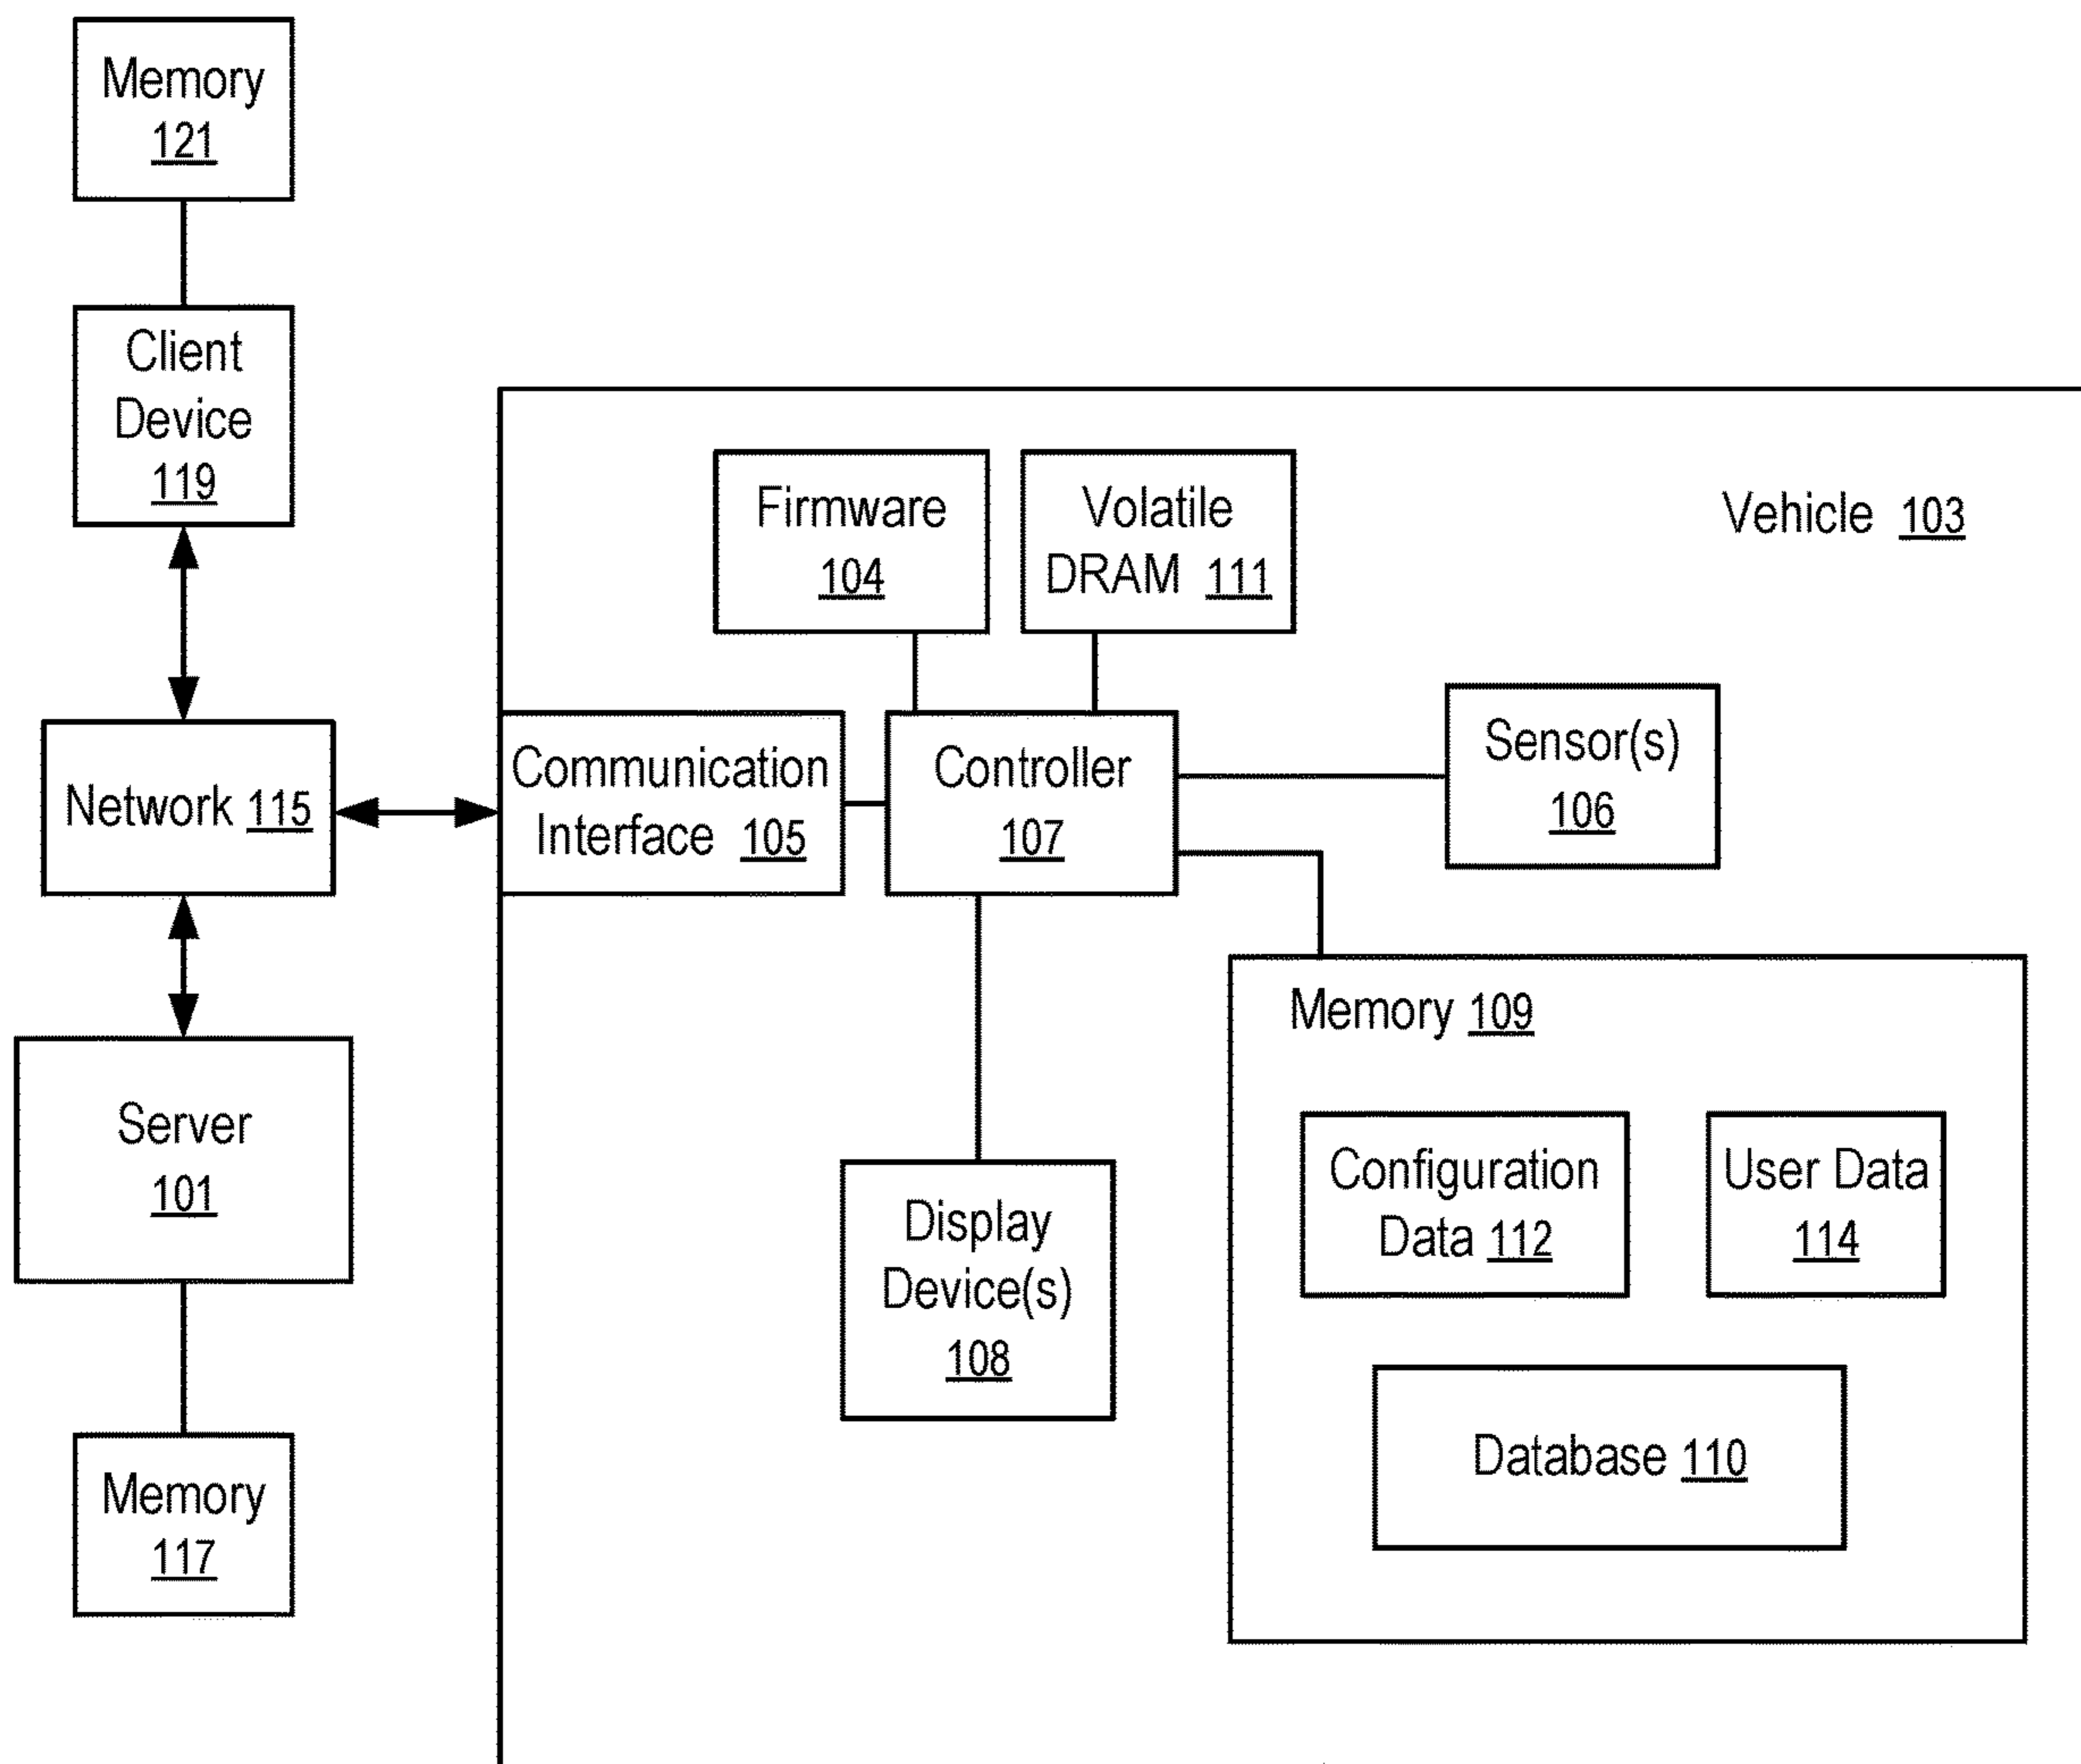 Memory
121
Client
Device
119
Firmware
104
Volatile
DRAM 111
Vehicle 103
Network 115
Communication
Interface 105
Controller
107
Sensor(s)
106
Server
101
Memory
117
Display
Device(s)
108
Memory 109
Configuration
Data 112
User Data
114
Database 110